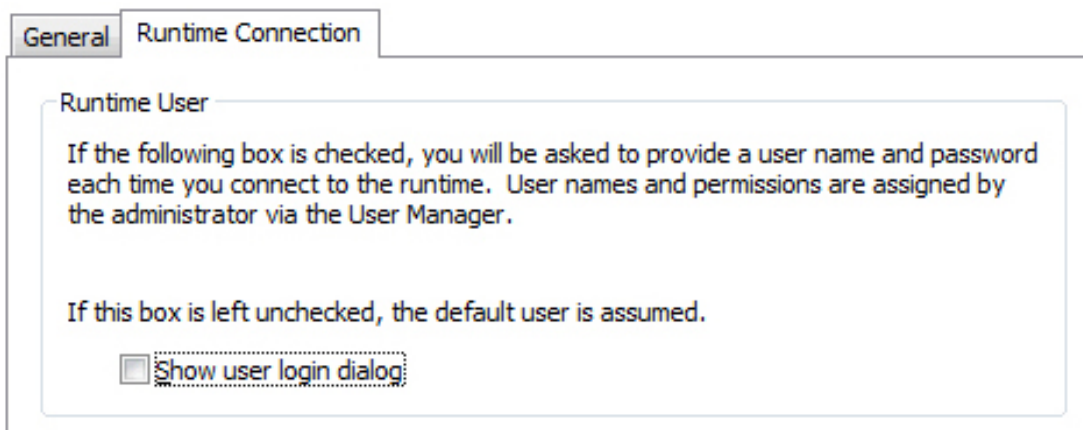 General
Runtime Connection
Runtime User
If the following box is checked, you will be asked to provide a user name and password
each time you connect to the runtime.  User names and permissions are assigned by
the administrator via the User Manager.
If this box is left unchecked, the default user is assumed.
Show user login dialog